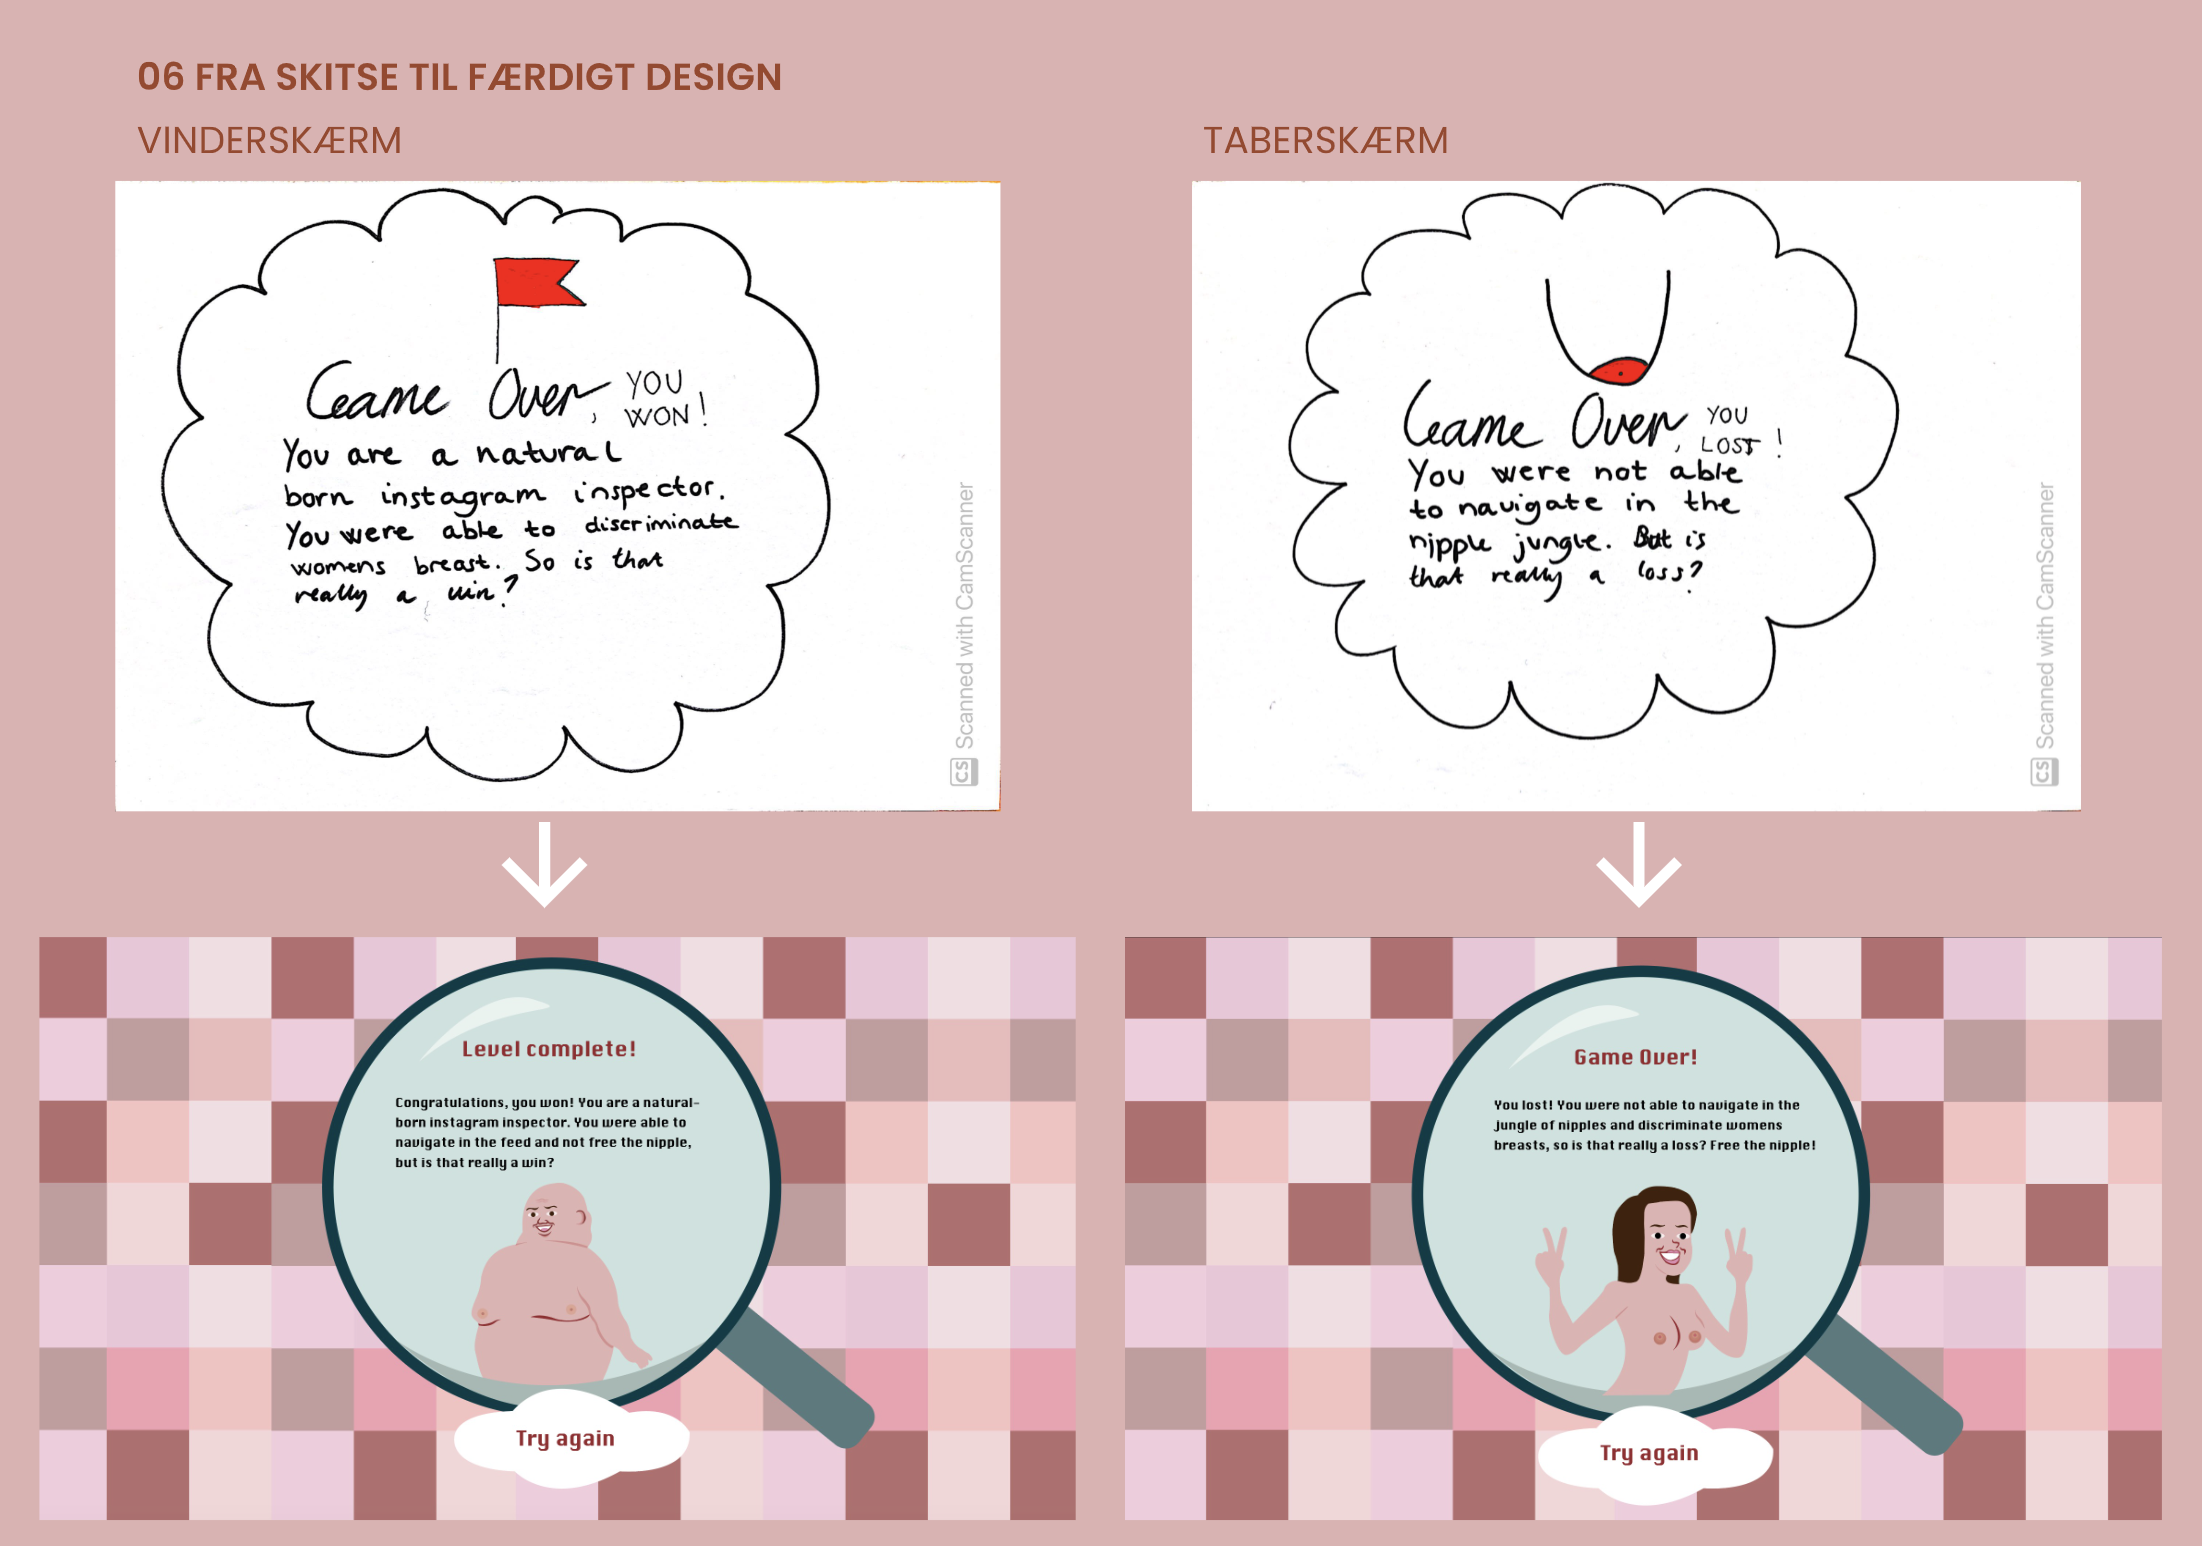 06 FRA SKITSE TIL FÆRDIGT DESIGN
VINDERSKÆRM
Game Over, YOU
WON!
You are a natural
born instagram inspector.
You were able to discriminate
womens breast. So is that
really a win?
Scanned with CamScanner
CS
Level complete!
Congratulations, you won! You are a natural-
born instagram inspector. You were able to
navigate in the feed and not free the nipple,
but is that really a win?
Try again
TABERSKÆRM
Game Over, YOU
LOST!
You were not able
to navigate in the
nipple jungle. But is
that really a loss?
Scanned with CamScanner
CS
Game Over!
You lost! You were not able to navigate in the
jungle of nipples and discriminate womens
breasts, so is that really a loss? Free the nipple!
Try again